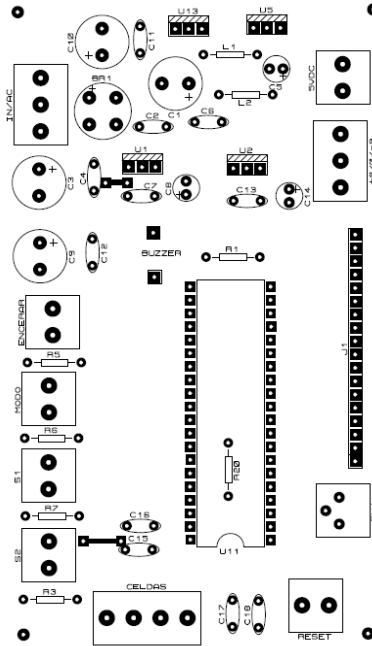 U13
U5
C10
C11
L1
BR1
C5
5VDC
IN/AC
C1
L2
C2
C6
U1
U2
C3
C4
C7
C8
C13
C14
C9
C12
BUZZER
R1
ENCERAR
J1
R5
MODO
R6
S1
R20
R7
C16
C15
S2
U11
R3
CELDAS
C17
C18
RESET